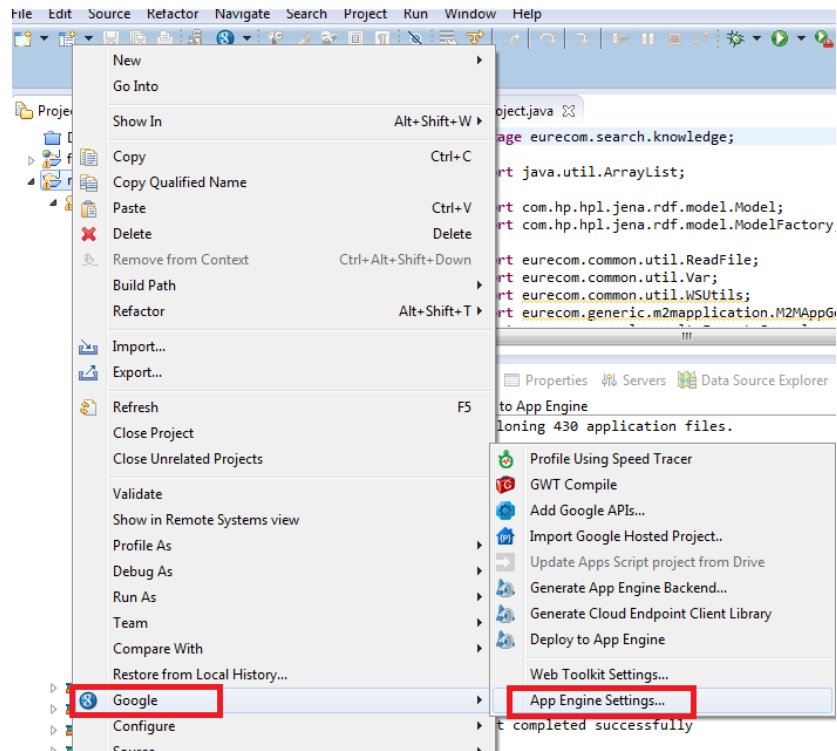 File Edit Source Refactor Navigate Search Project Run Window Help
New
Go Into
Show In Alt+Shift+W
Copy Ctrl+C
Copy Qualified Name
Paste Ctrl+V
Delete Delete
Remove from Context Ctrl+Alt+Shift+Down
Build Path
Refactor Alt+Shift+T
Import...
Export...
Refresh F5
Close Project
Close Unrelated Projects
Validate
Show in Remote Systems view
Profile As
Debug As
Run As
Team
Compare With
Restore from Local History...
Google
Configure
Source
Proje
oject.java
age eurecom.search.knowledge;
rt java.util.ArrayList;
rt com.hp.hpl.jena.rdf.model.Model;
rt com.hp.hpl.jena.rdf.model.ModelFactory;
rt eurecom.common.util.ReadFile;
rt eurecom.common.util.Var;
rt eurecom.common.util.WSUtils;
rt eurecom.generic.m2mapplication.M2MAppGe
Properties Servers Data Source Explorer
to App Engine
loning 430 application files.
Profile Using Speed Tracer
GWT Compile
Add Google APIs...
Import Google Hosted Project..
Update Apps Script project from Drive
Generate App Engine Backend...
Generate Cloud Endpoint Client Library
Deploy to App Engine
Web Toolkit Settings...
App Engine Settings...
t completed successfully